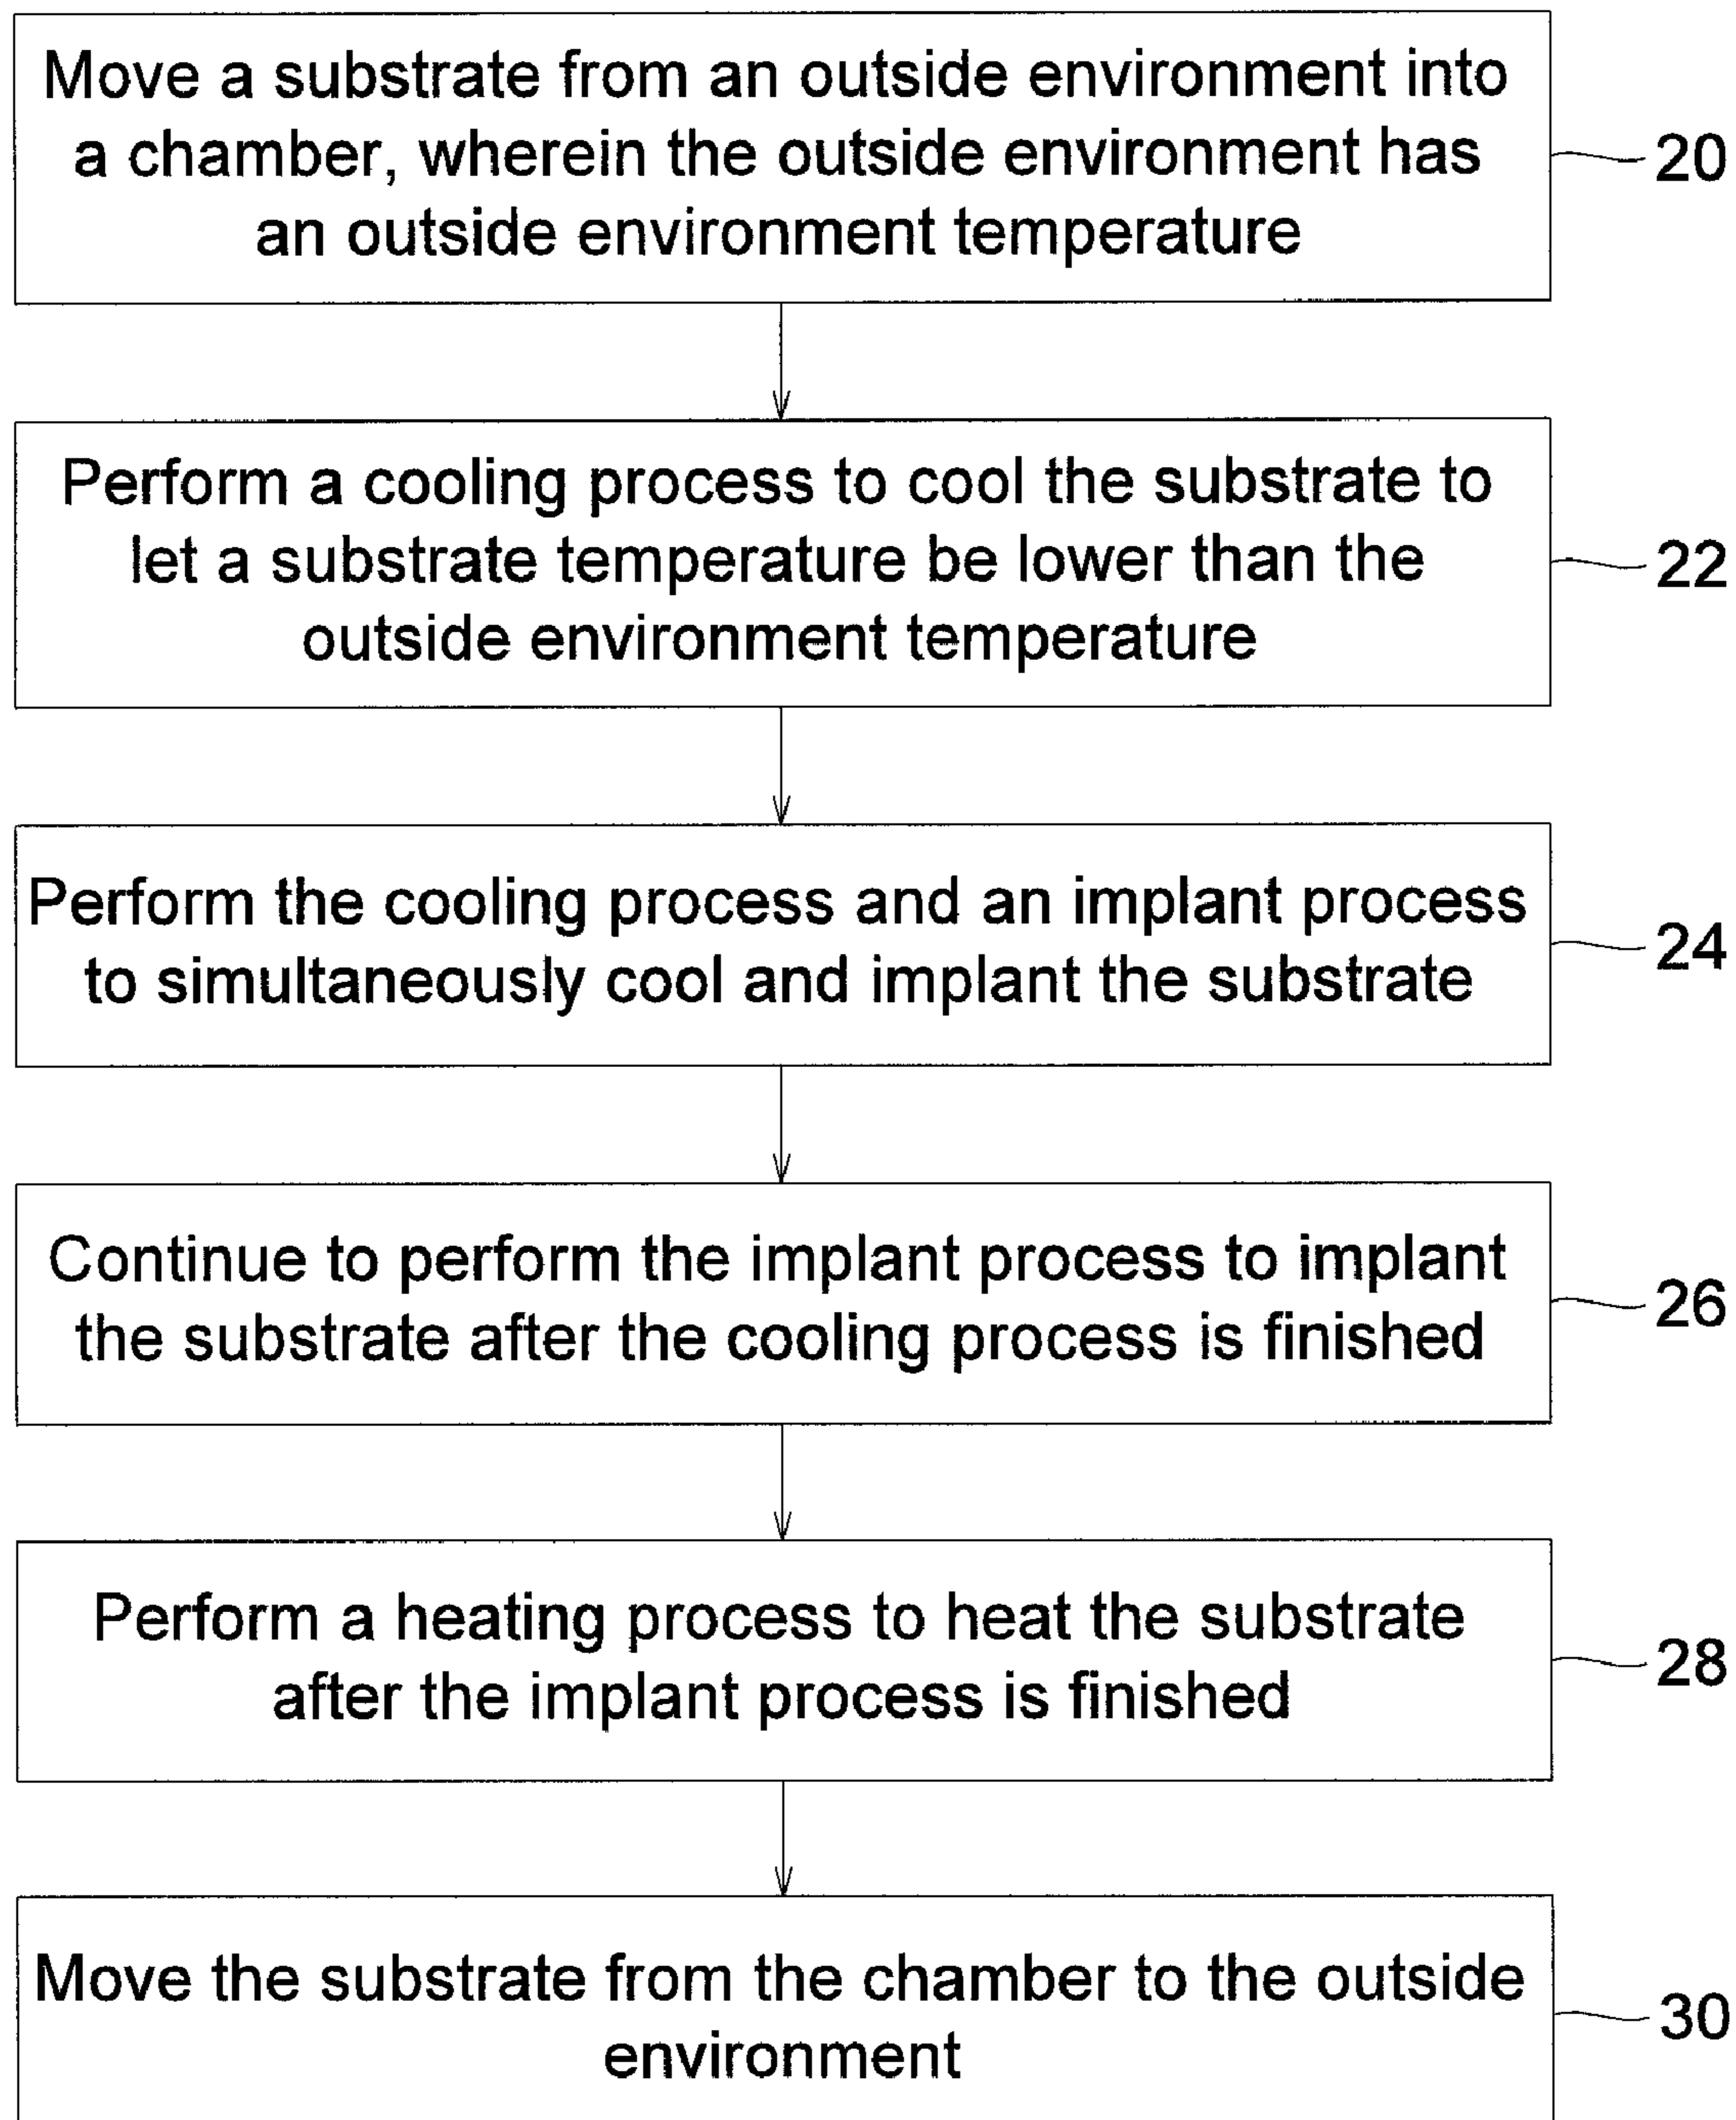 Move a substrate from an outside environment into
a chamber, wherein the outside environment has
an outside environment temperature
20
Perform a cooling process to cool the substrate to
let a substrate temperature be lower than the
outside environment temperature
22
Perform the cooling process and an implant process
to simultaneously cool and implant the substrate
24
Continue to perform the implant process to implant
the substrate after the cooling process is finished
26
Perform a heating process to heat the substrate
after the implant process is finished
28
Move the substrate from the chamber to the outside
environment
30